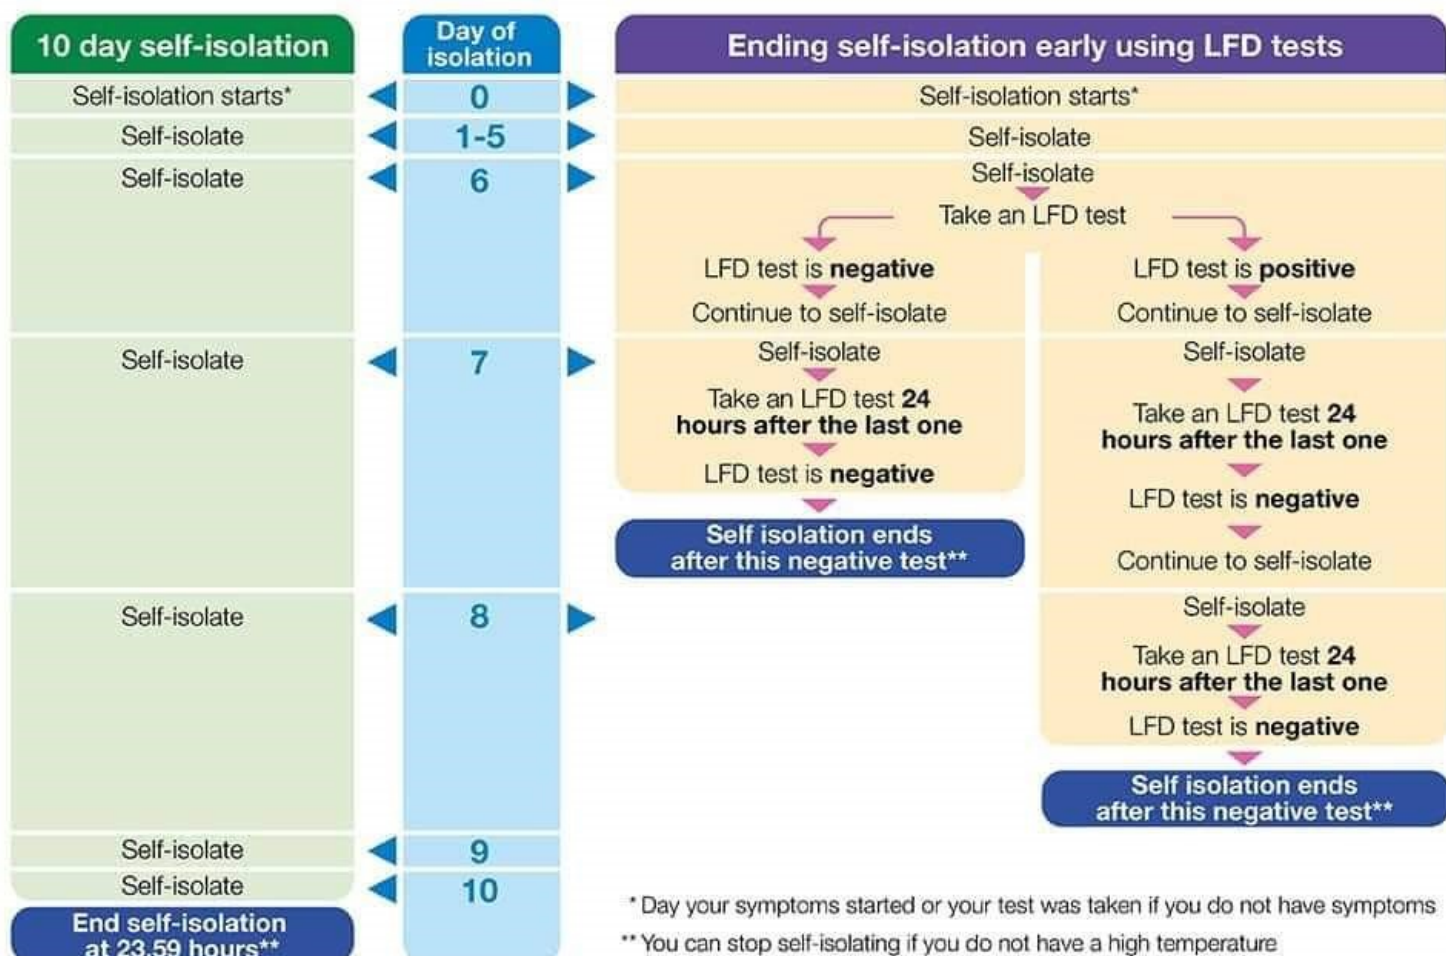 10 day self-isolation
Self-isolation starts*
Self-isolate
Self-isolate
Self-isolate
Self-isolate
Self-isolate
Self-isolate
End self-isolation
at 23.59 hours**
Day of
isolation
0
1-5
6
7
8
9
10
Ending self-isolation early using LFD tests
Self-isolation starts*
Self-isolate
Self-isolate
Take an LFD test
LFD test is negative
Continue to self-isolate
Self-isolate
Take an LFD test 24
hours after the last one
LFD test is negative
Self isolation ends
after this negative test**
LFD test is positive
Continue to self-isolate
Self-isolate
Take an LFD test 24
hours after the last one
LFD test is negative
Continue to self-isolate
Self-isolate
Take an LFD test 24
hours after the last one
LFD test is negative
Self isolation ends
after this negative test**
* Day your symptoms started or your test was taken if you do not have symptoms
** You can stop self-isolating if you do not have a high temperature